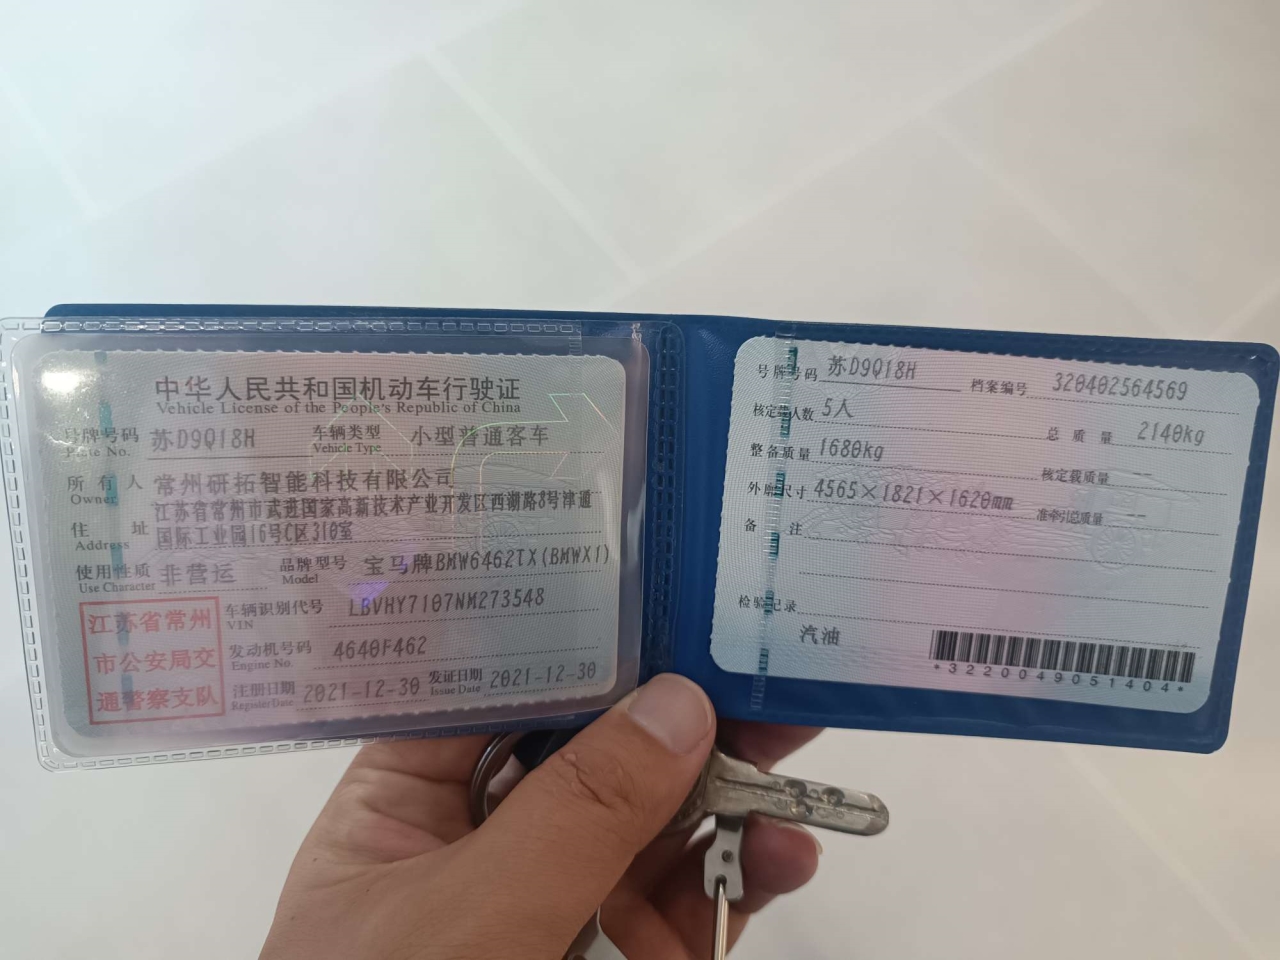 中华人民共和国机动车行驶证
Vehicle License of the People's Republic of China
号牌号码 Plate No. 苏D9Q18H 车辆类型 Vehicle Type 小型普通客车
所有人 Owner 常州研拓智能科技有限公司
住址 Address 江苏省常州市武进国家高新技术产业开发区西湖路8号津通
国际工业园16号C区310室
使用性质 Use Character 非营运 品牌型号 Model 宝马牌BMW6462TX(BMWX1)
江苏省常州
市公安局交
通警察支队
车辆识别代号 VIN LBVHY7107NM273548
发动机号码 Engine No. 4640F462
注册日期 Register Date 2021-12-30 发证日期 Issue Date 2021-12-30
号牌号码 苏D9Q18H 档案编号 320402564569
核定载人数 5人 总质量 2140kg
整备质量 1680kg 核定载质量 --
外廓尺寸 4565×1821×1620mm 准牵引总质量 --
备注
检验记录
汽油
*3220049051404*